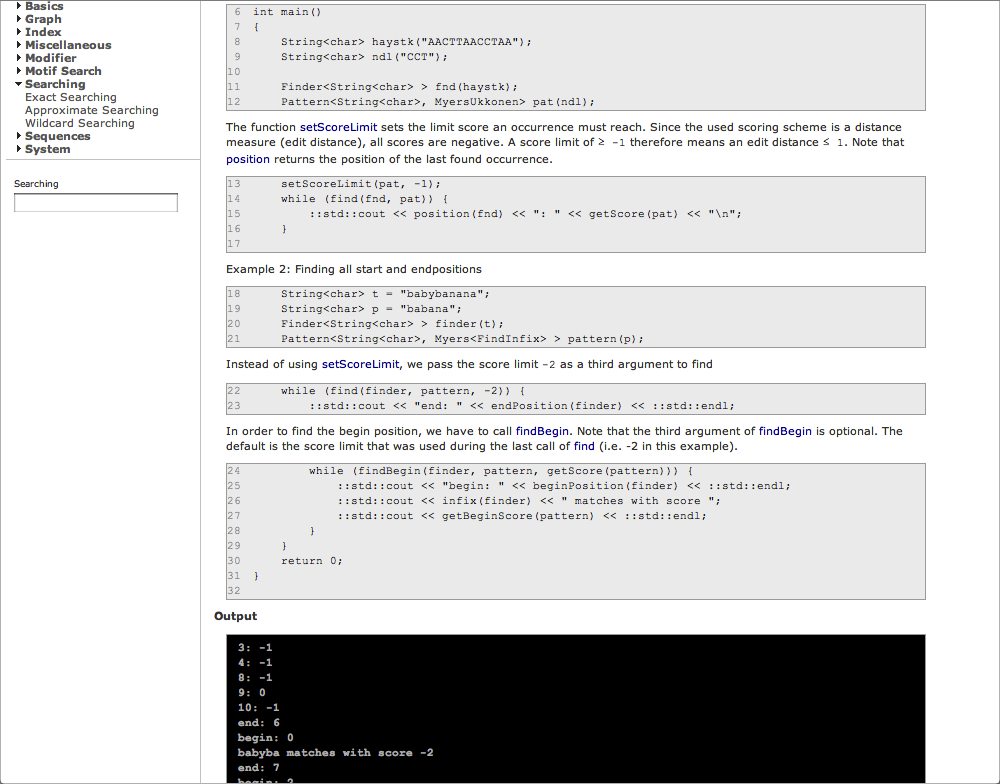 Basics
Graph
Index
Miscellaneous
Modifier
Motif Search
Searching
Exact Searching
Approximate Searching
Wildcard Searching
Sequences
System
Searching
6 int main()
7 {
8 String<char> haystk("AACTTAACCTAA");
9 String<char> ndl("CCT");
10
11 Finder<String<char> > fnd(haystk);
12 Pattern<String<char>, MyersUkkonen> pat(ndl);
The function setScoreLimit sets the limit score an occurrence must reach. Since the used scoring scheme is a distance
measure (edit distance), all scores are negative. A score limit of ≥ -1 therefore means an edit distance ≤ 1. Note that
position returns the position of the last found occurrence.
13 setScoreLimit(pat, -1);
14 while (find(fnd, pat)) {
15 ::std::cout << position(fnd) << ": " << getScore(pat) << "\n";
16 }
17
Example 2: Finding all start and endpositions
18 String<char> t = "babybanana";
19 String<char> p = "babana";
20 Finder<String<char> > finder(t);
21 Pattern<String<char>, Myers<FindInfix> > pattern(p);
Instead of using setScoreLimit, we pass the score limit -2 as a third argument to find
22 while (find(finder, pattern, -2)) {
23 ::std::cout << "end: " << endPosition(finder) << ::std::endl;
In order to find the begin position, we have to call findBegin. Note that the third argument of findBegin is optional. The
default is the score limit that was used during the last call of find (i.e. -2 in this example).
24 while (findBegin(finder, pattern, getScore(pattern))) {
25 ::std::cout << "begin: " << beginPosition(finder) << ::std::endl;
26 ::std::cout << infix(finder) << " matches with score ";
27 ::std::cout << getBeginScore(pattern) << ::std::endl;
28 }
29 }
30 return 0;
31 }
32
Output
3: -1
4: -1
8: -1
9: 0
10: -1
end: 6
begin: 0
babyba matches with score -2
end: 7
begin: 2